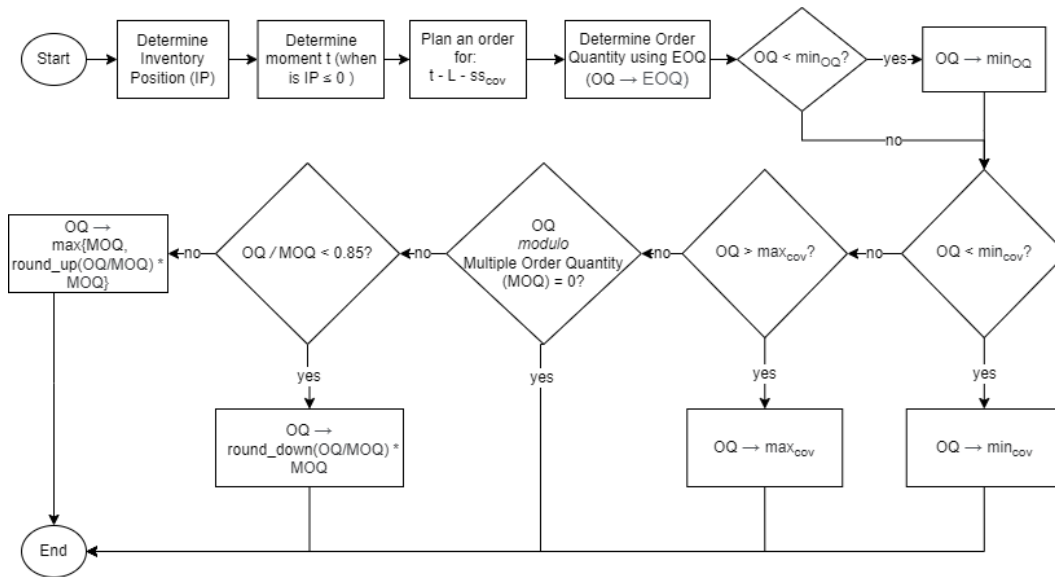 Start
Determine
Inventory
Position (IP)
Determine
moment t (when
is IP ≤ 0 )
Plan an order
for:
t - L - ss_cov
Determine Order
Quantity using EOQ
(OQ → EOQ)
OQ < min_OQ?
yes
OQ → min_OQ
no
OQ →
max{MOQ,
round_up(OQ/MOQ) *
MOQ}
no
OQ / MOQ < 0.85?
no
OQ
modulo
Multiple Order Quantity
(MOQ) = 0?
no
OQ > max_cov?
no
OQ < min_cov?
yes
yes
yes
yes
OQ →
round_down(OQ/MOQ) *
MOQ
OQ → max_cov
OQ → min_cov
End